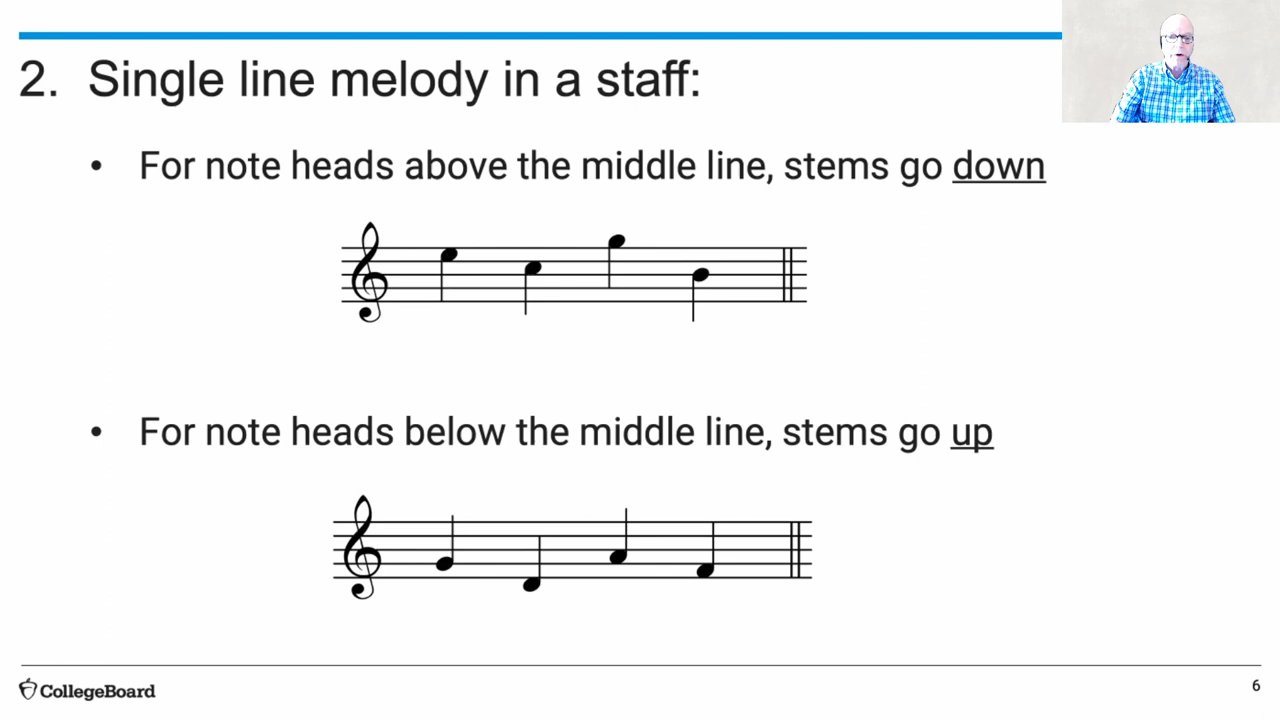 2. Single line melody in a staff:
• For note heads above the middle line, stems go down
• For note heads below the middle line, stems go up
CollegeBoard
6